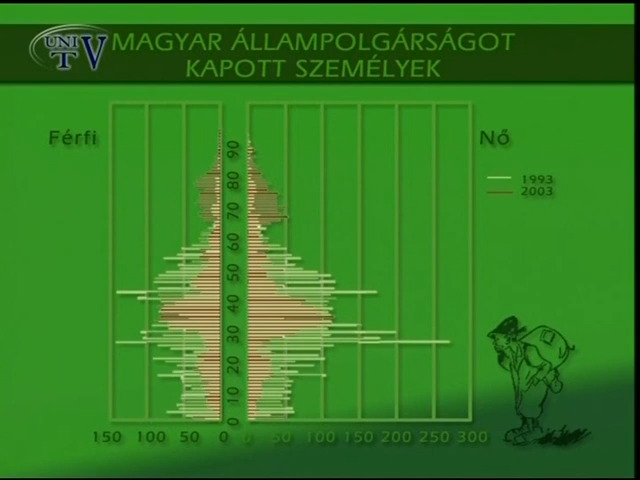 UNI
TV
MAGYAR ÁLLAMPOLGÁRSÁGOT
KAPOTT SZEMÉLYEK
Férfi
Nő
1993
2003
90
80
70
60
50
40
30
20
10
0
150 100 50 0 0 50 100 150 200 250 300